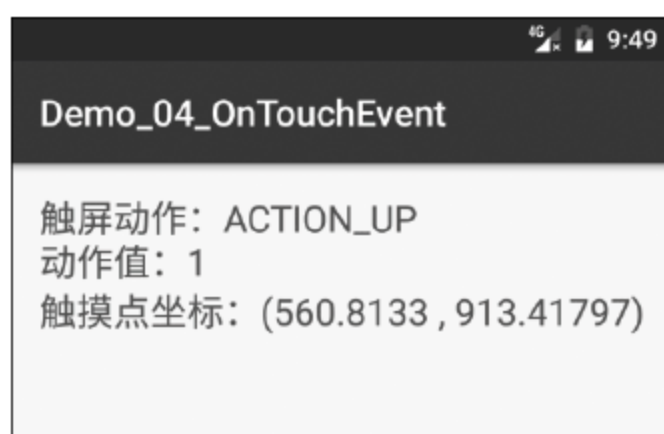 4G 9:49
Demo_04_OnTouchEvent
触屏动作：ACTION_UP
动作值：1
触摸点坐标：(560.8133 , 913.41797)